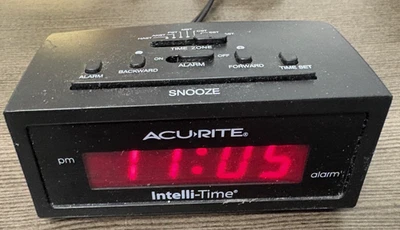 TIME ZONE
ON ALARM OFF
ALARM BACKWARD FORWARD TIME SET
SNOOZE
ACU▸RITE®
pm 11:05 alarm
Intelli-Time®